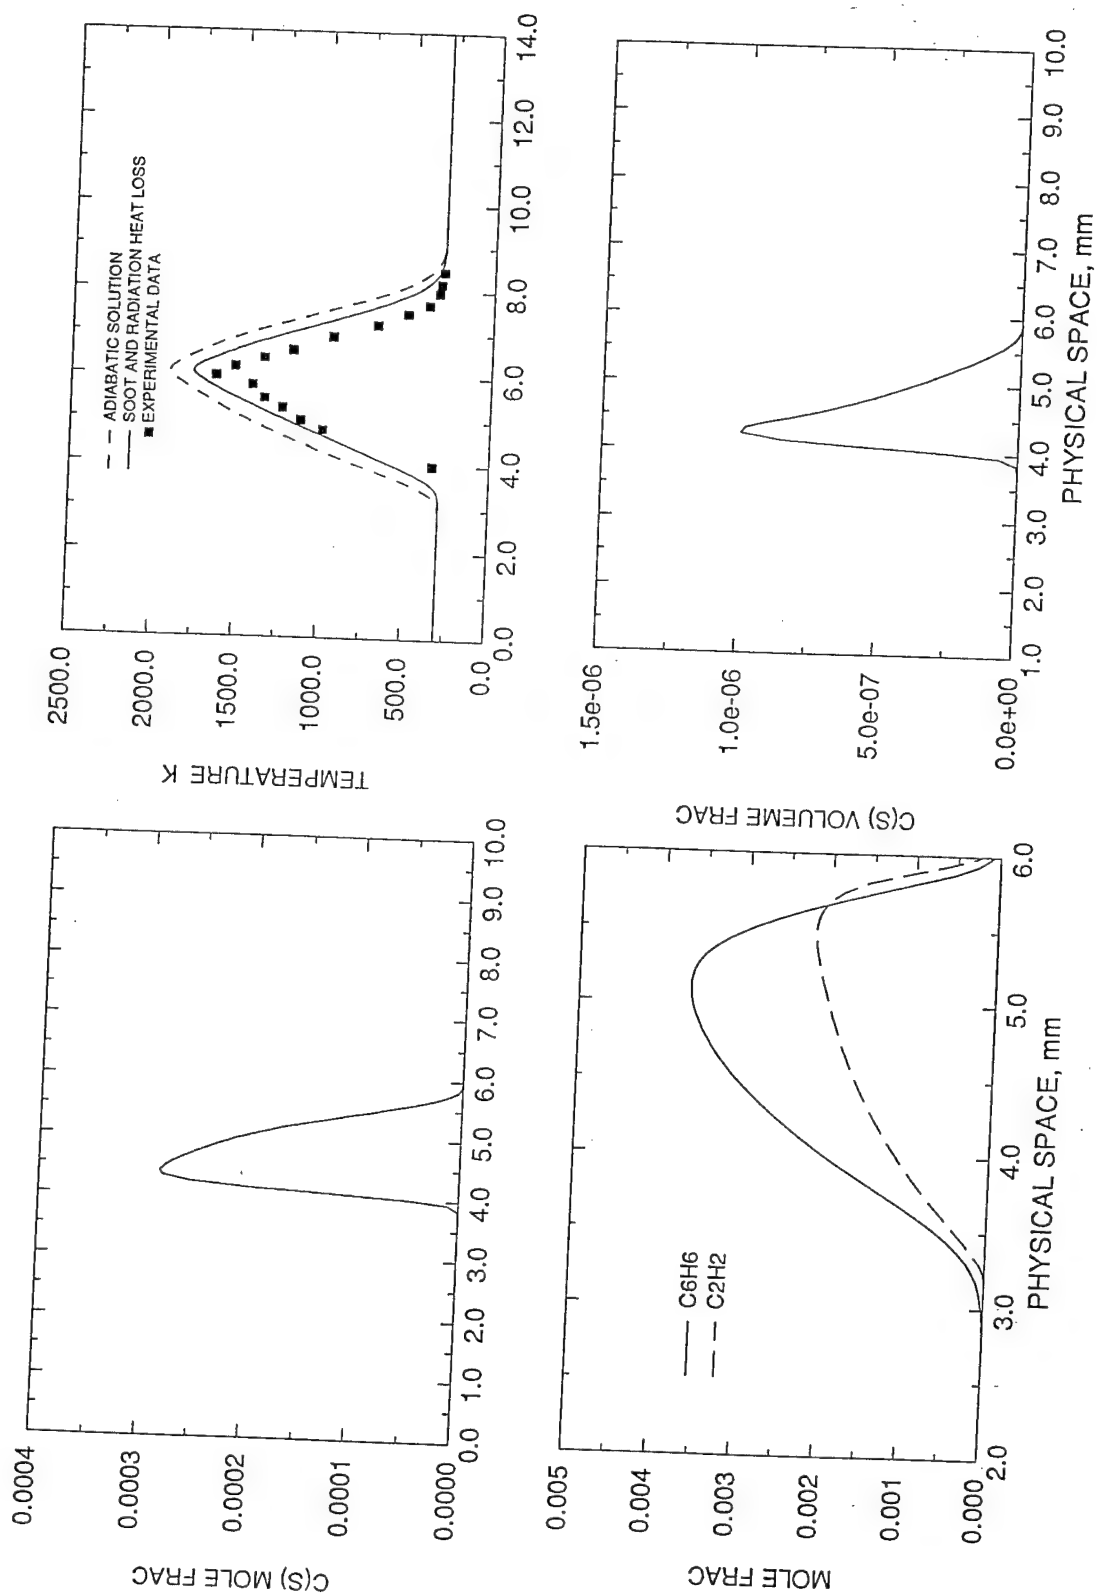 C(S) MOLE FRAC
0.0004
0.0003
0.0002
0.0001
0.0000
0.0 1.0 2.0 3.0 4.0 5.0 6.0 7.0 8.0 9.0 10.0
TEMPERATURE K
2500.0
2000.0
1500.0
1000.0
500.0
0.0
0.0 2.0 4.0 6.0 8.0 10.0 12.0 14.0
ADIABATIC SOLUTION
SOOT AND RADIATION HEAT LOSS
EXPERIMENTAL DATA
MOLE FRAC
0.005
0.004
0.003
0.002
0.001
0.000
2.0 3.0 4.0 5.0 6.0
C6H6
C2H2
PHYSICAL SPACE, mm
C(S) VOLUEME FRAC
1.5e-06
1.0e-06
5.0e-07
0.0e+00
1.0 2.0 3.0 4.0 5.0 6.0 7.0 8.0 9.0 10.0
PHYSICAL SPACE, mm